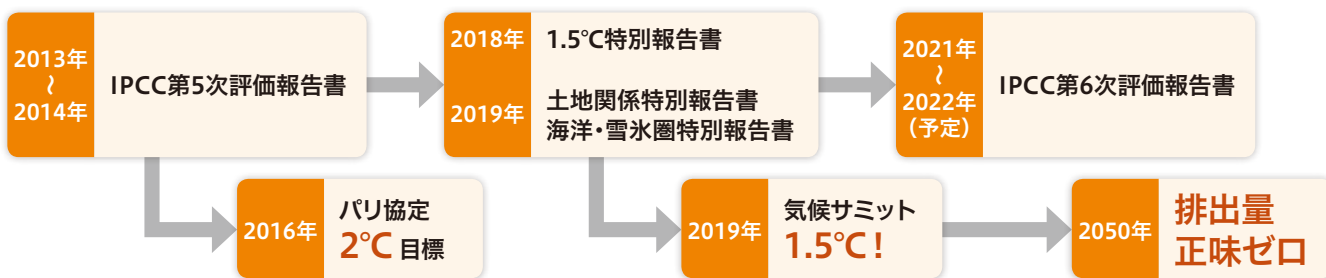 2013年
〜
2014年
IPCC第5次評価報告書
2018年
1.5℃特別報告書
2019年
土地関係特別報告書
海洋・雪氷圏特別報告書
2021年
〜
2022年
(予定)
IPCC第6次評価報告書
2016年
パリ協定
2℃ 目標
2019年
気候サミット
1.5℃！
2050年
排出量
正味ゼロ